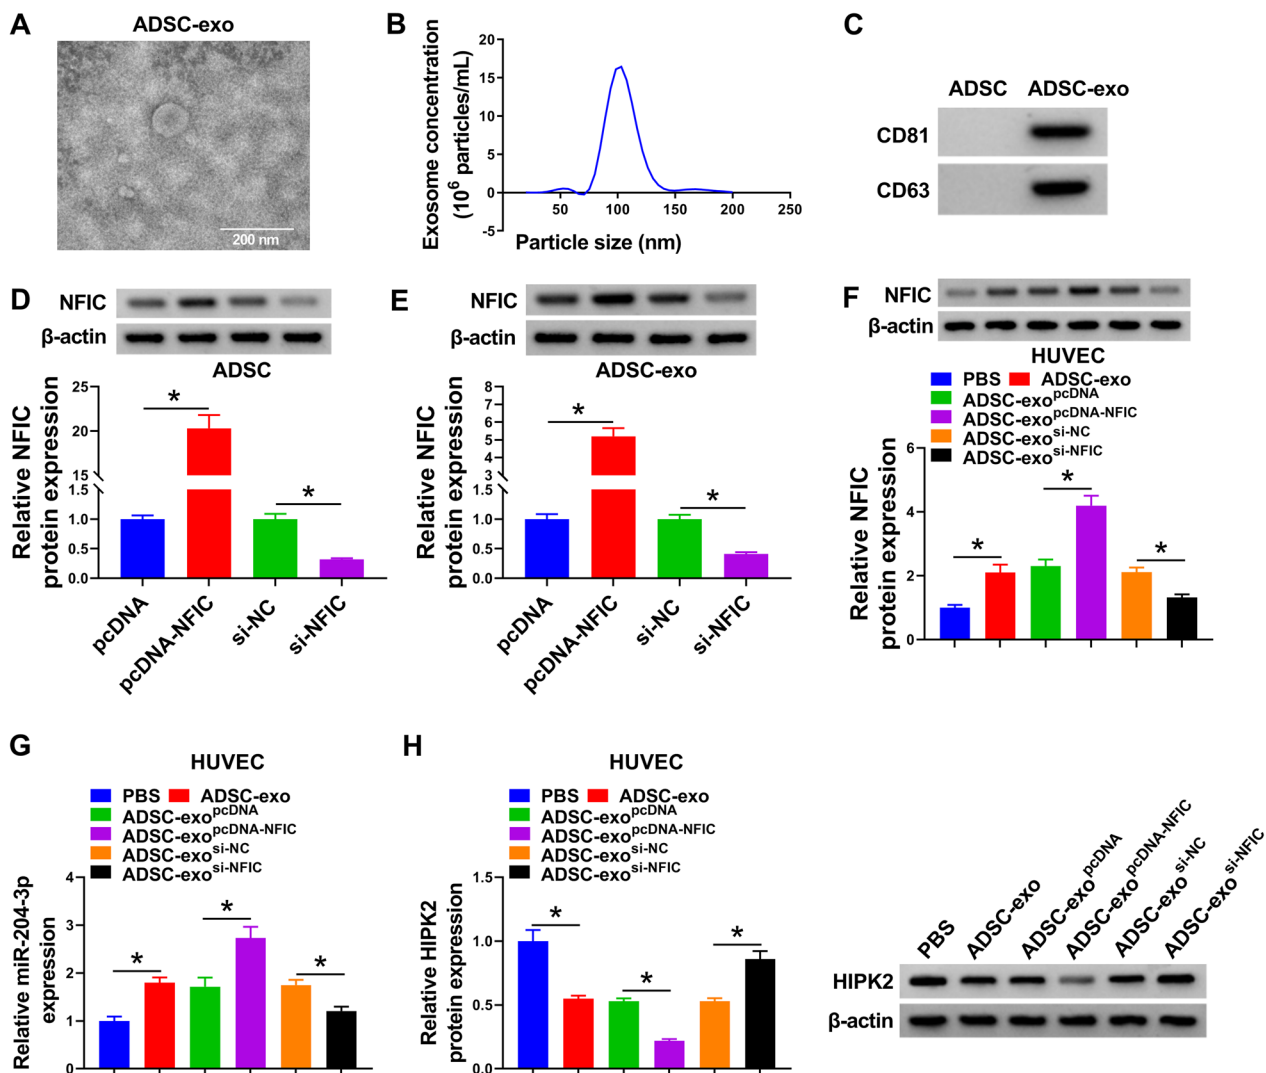 A
ADSC-exo
200 nm
B
Exosome concentration
(10⁶ particles/mL)
20
15
10
5
0
-5
50
100
150
200
250
Particle size (nm)
C
ADSC
ADSC-exo
CD81
CD63
D
NFIC
β-actin
ADSC
Relative NFIC
protein expression
25
20
15
1.5
1.0
0.5
0.0
*
*
pcDNA
pcDNA-NFIC
si-NC
si-NFIC
E
NFIC
β-actin
ADSC-exo
Relative NFIC
protein expression
8
7
6
5
4
3
1.5
1.0
0.5
0.0
*
*
pcDNA
pcDNA-NFIC
si-NC
si-NFIC
F
NFIC
β-actin
HUVEC
PBS ADSC-exo
ADSC-exo^pcDNA
ADSC-exo^pcDNA-NFIC
ADSC-exo^si-NC
ADSC-exo^si-NFIC
Relative NFIC
protein expression
6
4
2
0
*
*
*
G
HUVEC
PBS ADSC-exo
ADSC-exo^pcDNA
ADSC-exo^pcDNA-NFIC
ADSC-exo^si-NC
ADSC-exo^si-NFIC
Relative miR-204-3p
expression
4
3
2
1
*
*
*
H
HUVEC
PBS ADSC-exo
ADSC-exo^pcDNA
ADSC-exo^pcDNA-NFIC
ADSC-exo^si-NC
ADSC-exo^si-NFIC
Relative HIPK2
protein expression
1.5
1.0
0.5
0.0
*
*
*
PBS
ADSC-exo
ADSC-exo^pcDNA
ADSC-exo^pcDNA-NFIC
ADSC-exo^si-NC
ADSC-exo^si-NFIC
HIPK2
β-actin